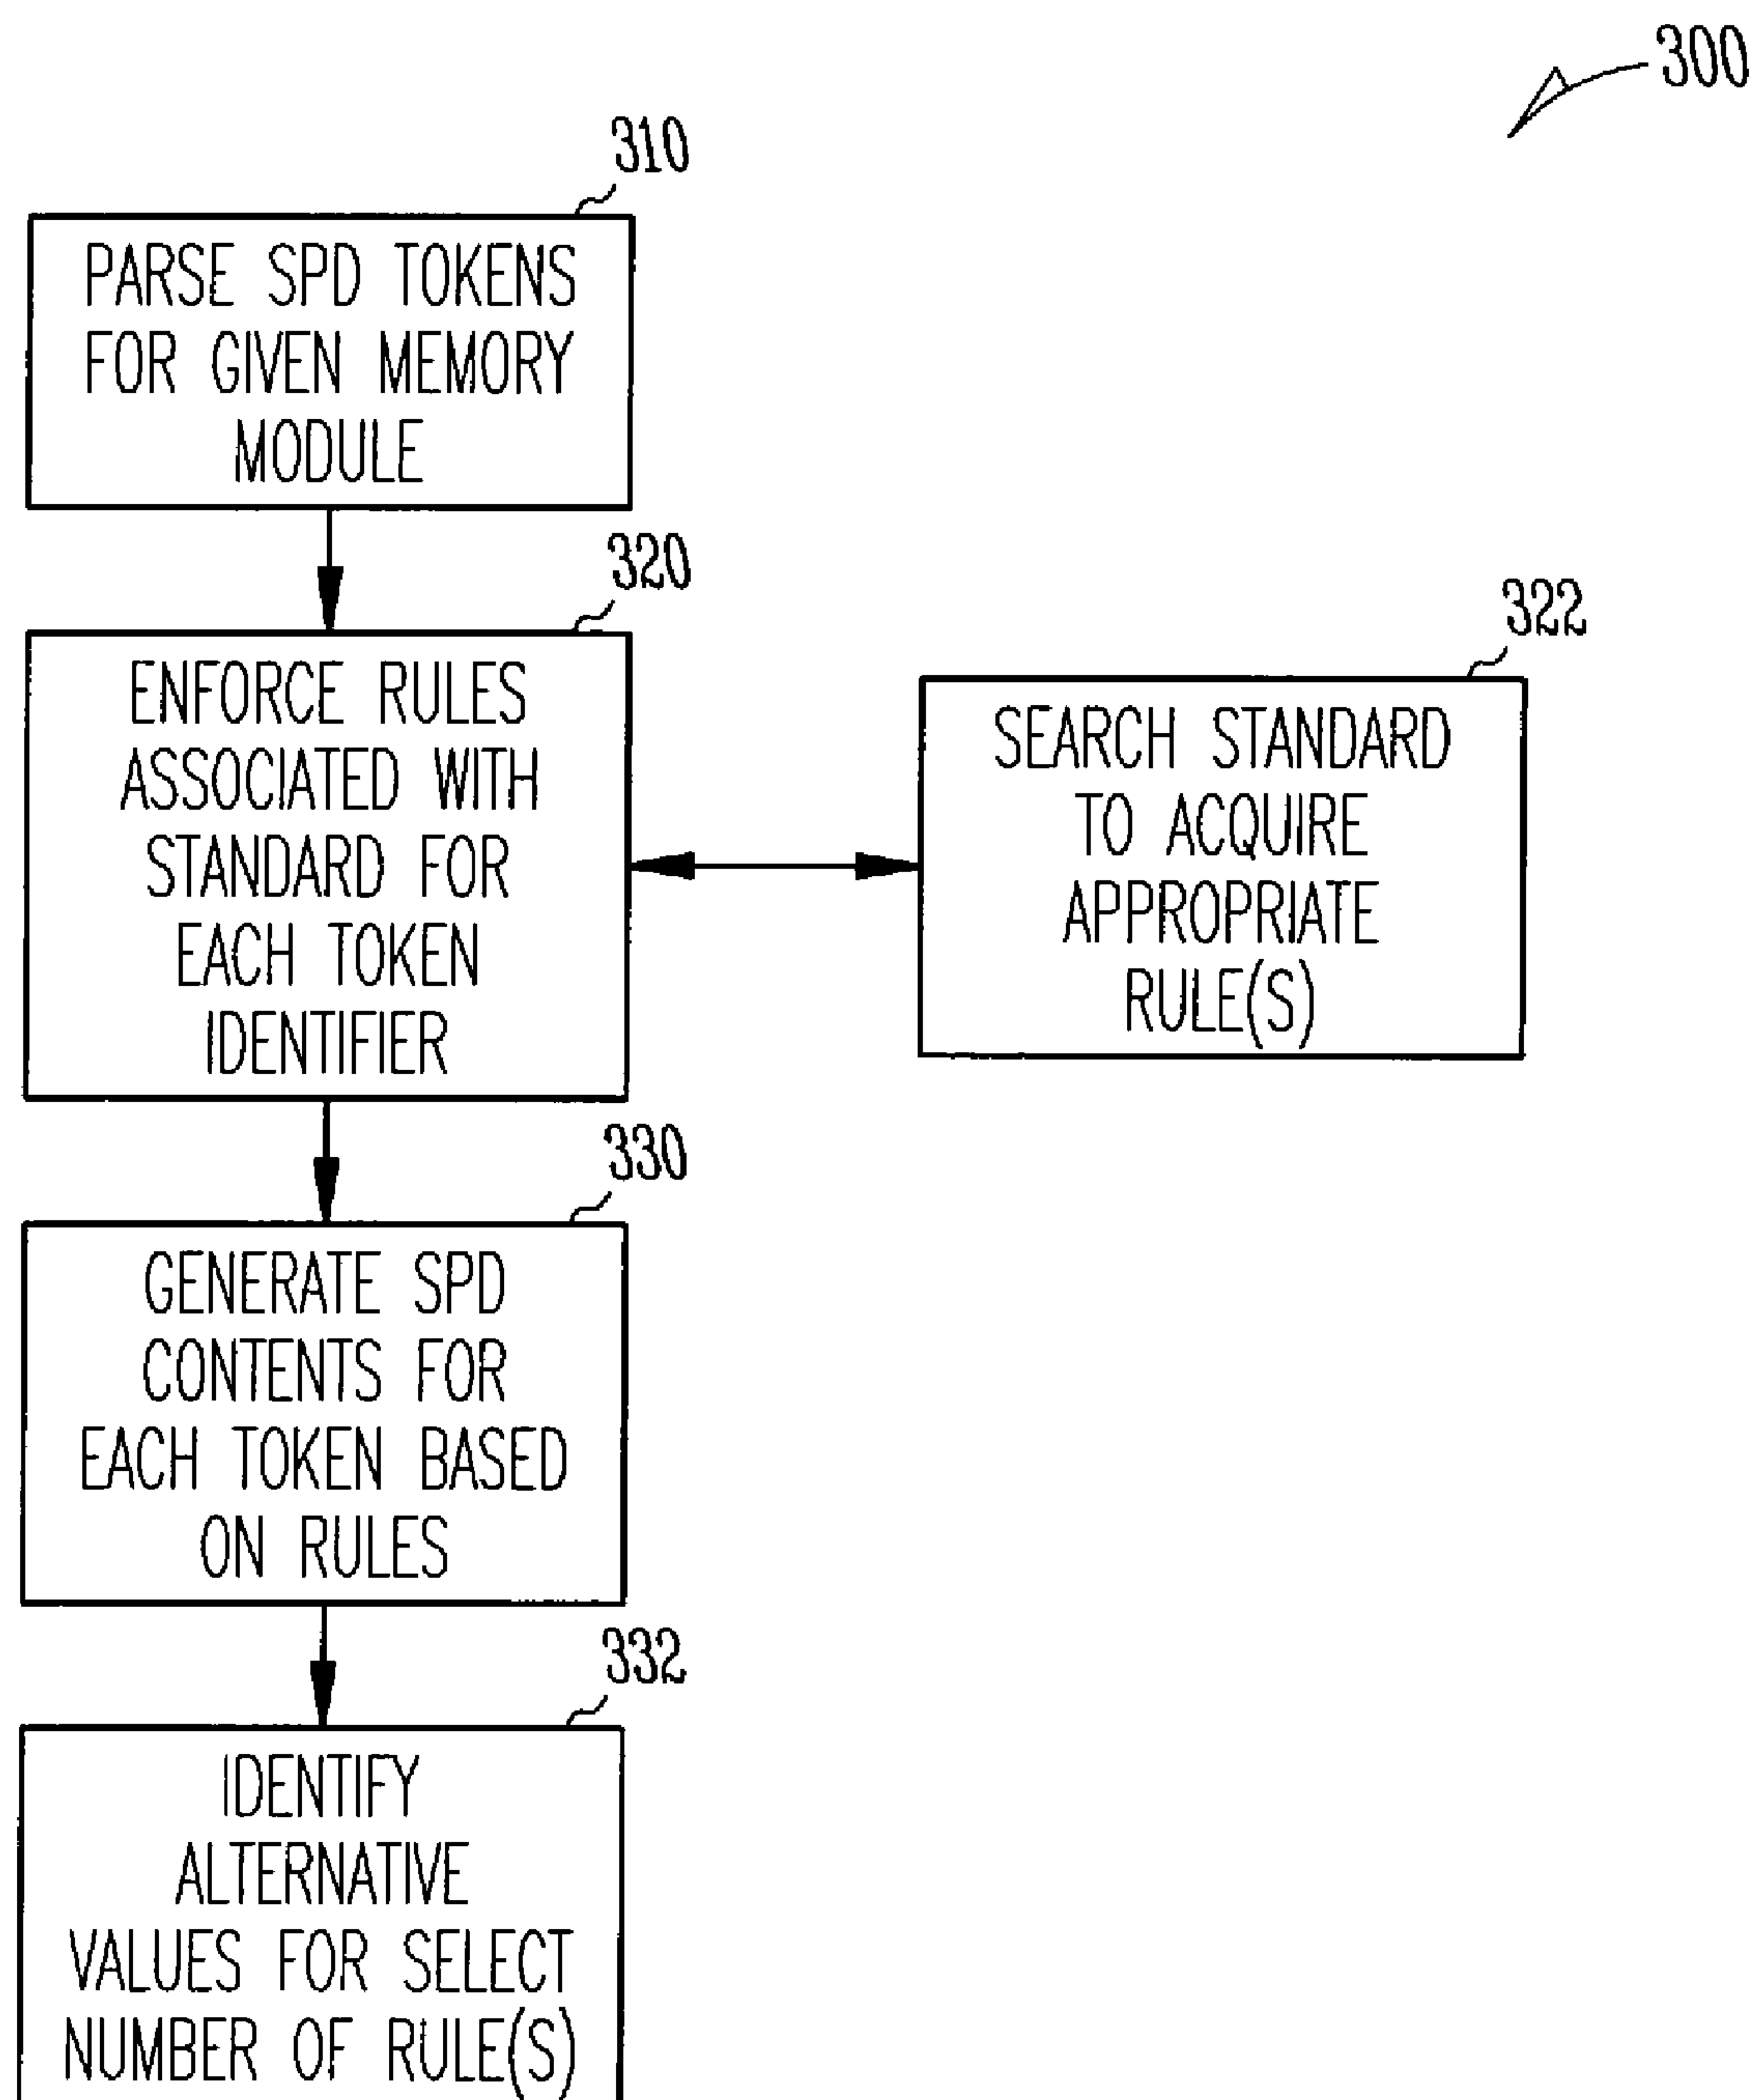 300
310
PARSE SPD TOKENS
FOR GIVEN MEMORY
MODULE
320
ENFORCE RULES
ASSOCIATED WITH
STANDARD FOR
EACH TOKEN
IDENTIFIER
322
SEARCH STANDARD
TO ACQUIRE
APPROPRIATE
RULE(S)
330
GENERATE SPD
CONTENTS FOR
EACH TOKEN BASED
ON RULES
332
IDENTIFY
ALTERNATIVE
VALUES FOR SELECT
NUMBER OF RULE(S)